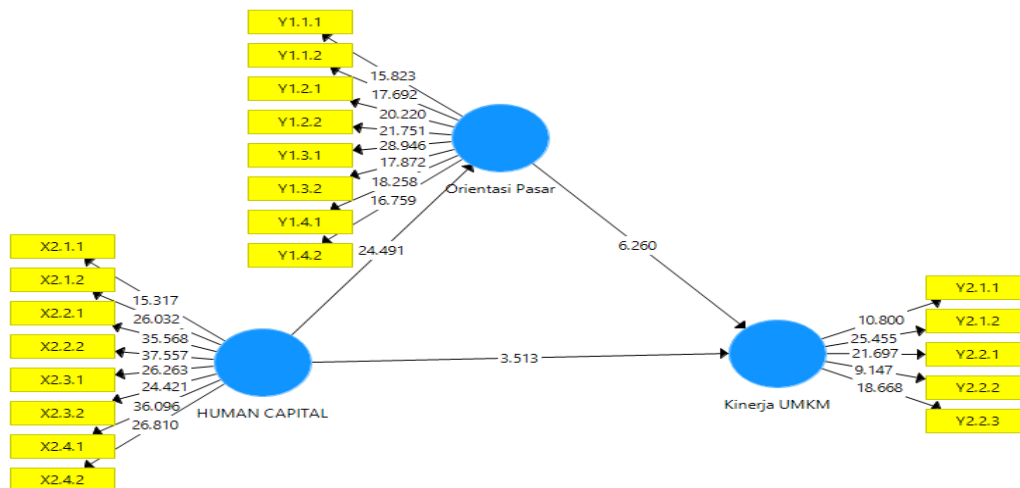 Y1.1.1
Y1.1.2
Y1.2.1
Y1.2.2
Y1.3.1
Y1.3.2
Y1.4.1
Y1.4.2
15.823
17.692
20.220
21.751
28.946
17.872
18.258
16.759
Orientasi Pasar
24.491
6.260
X2.1.1
X2.1.2
X2.2.1
X2.2.2
X2.3.1
X2.3.2
X2.4.1
X2.4.2
15.317
26.032
35.568
37.557
26.263
24.421
36.096
26.810
HUMAN CAPITAL
3.513
Kinerja UMKM
10.800
25.455
21.697
9.147
18.668
Y2.1.1
Y2.1.2
Y2.2.1
Y2.2.2
Y2.2.3